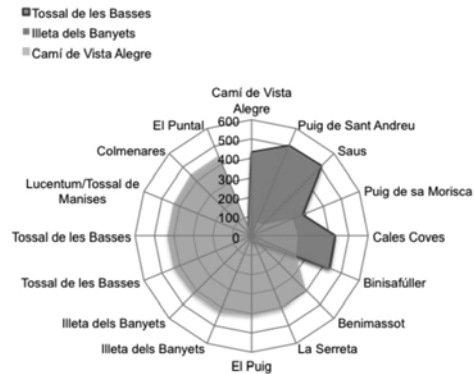 Tossal de les Basses
Illeta dels Banyets
Camí de Vista Alegre
Camí de Vista
Alegre
El Puntal
Puig de Sant Andreu
Colmenares
Saus
Lucentum/Tossal de
Manises
Puig de sa Morisca
Tossal de les Basses
Cales Coves
Tossal de les Basses
Binisafúller
Illeta dels Banyets
Benimassot
Illeta dels Banyets
La Serreta
El Puig
600
500
400
300
200
100
0